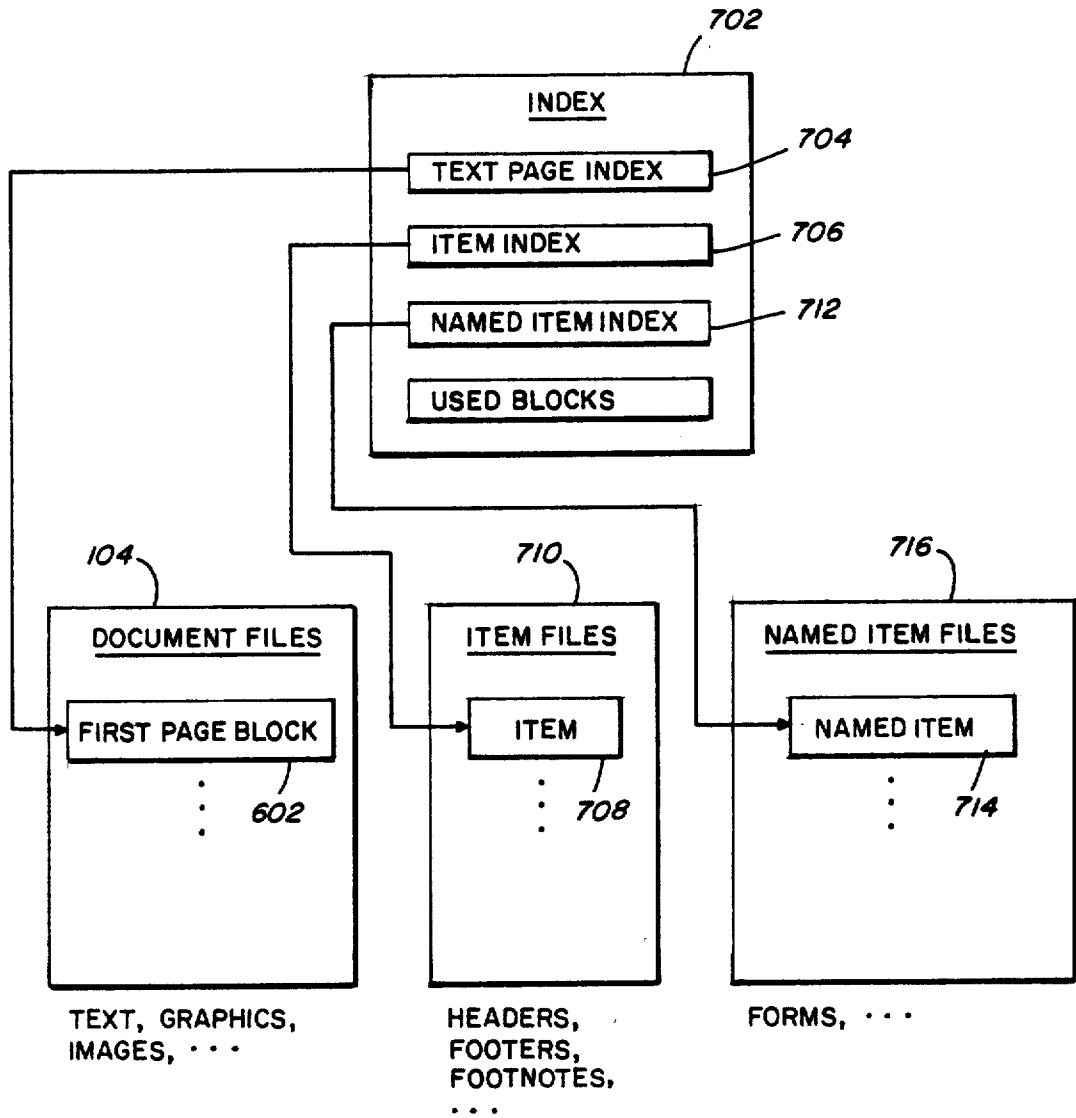 702
INDEX
TEXT PAGE INDEX
704
ITEM INDEX
706
NAMED ITEM INDEX
712
USED BLOCKS
104
DOCUMENT FILES
FIRST PAGE BLOCK
602
TEXT, GRAPHICS,
IMAGES, ···
710
ITEM FILES
ITEM
708
HEADERS,
FOOTERS,
FOOTNOTES,
···
716
NAMED ITEM FILES
NAMED ITEM
714
FORMS, ···